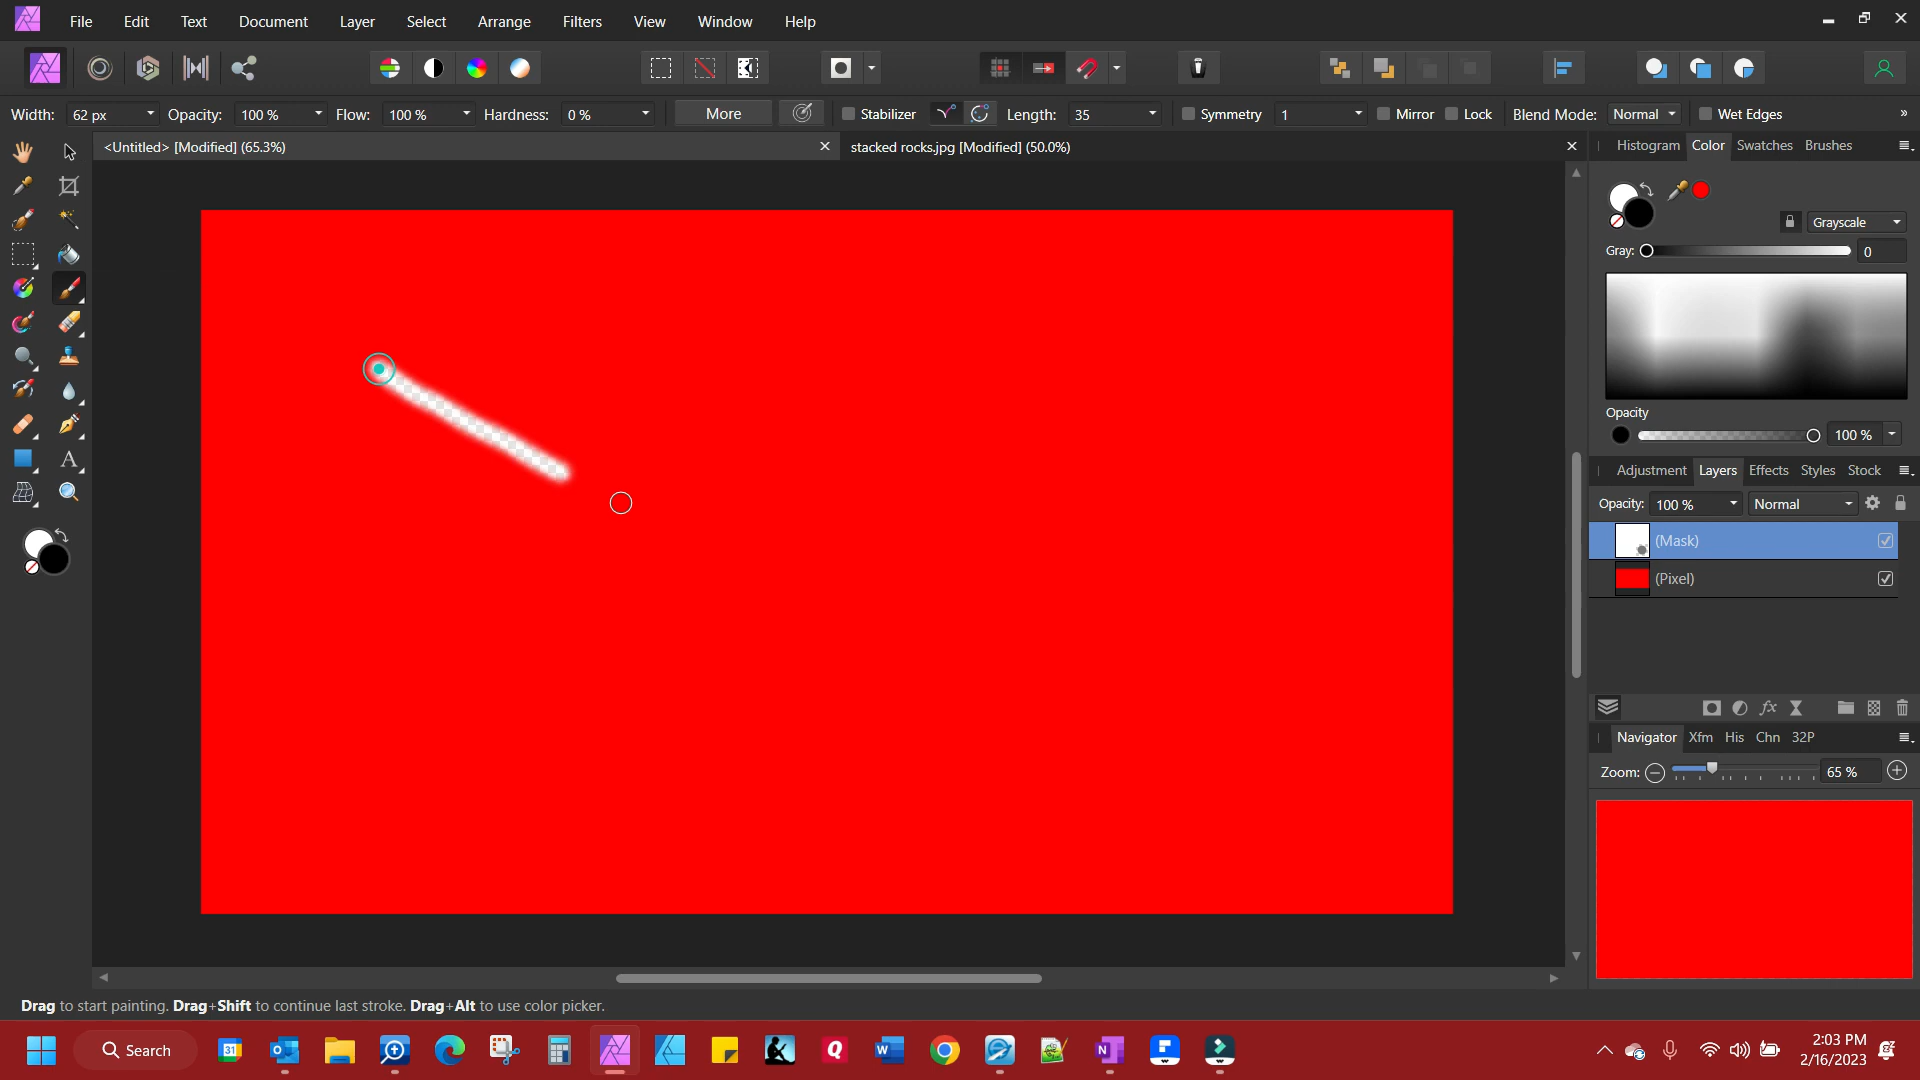 File Edit Text Document Layer Select Arrange Filters View Window Help
Width: 62 px Opacity: 100 % Flow: 100 % Hardness: 0 % More Stabilizer Length: 35 Symmetry 1 Mirror Lock Blend Mode: Normal Wet Edges »
<Untitled> [Modified] (65.3%)
stacked rocks.jpg [Modified] (50.0%)
Histogram Color Swatches Brushes
Grayscale
Gray: 0
Opacity
100 %
Adjustment Layers Effects Styles Stock
Opacity: 100 % Normal
(Mask)
(Pixel)
fx
Navigator Xfm His Chn 32P
Zoom: 65 %
A
Drag to start painting. Drag+Shift to continue last stroke. Drag+Alt to use color picker.
Search
31
Q
W
N
2:03 PM
2/16/2023